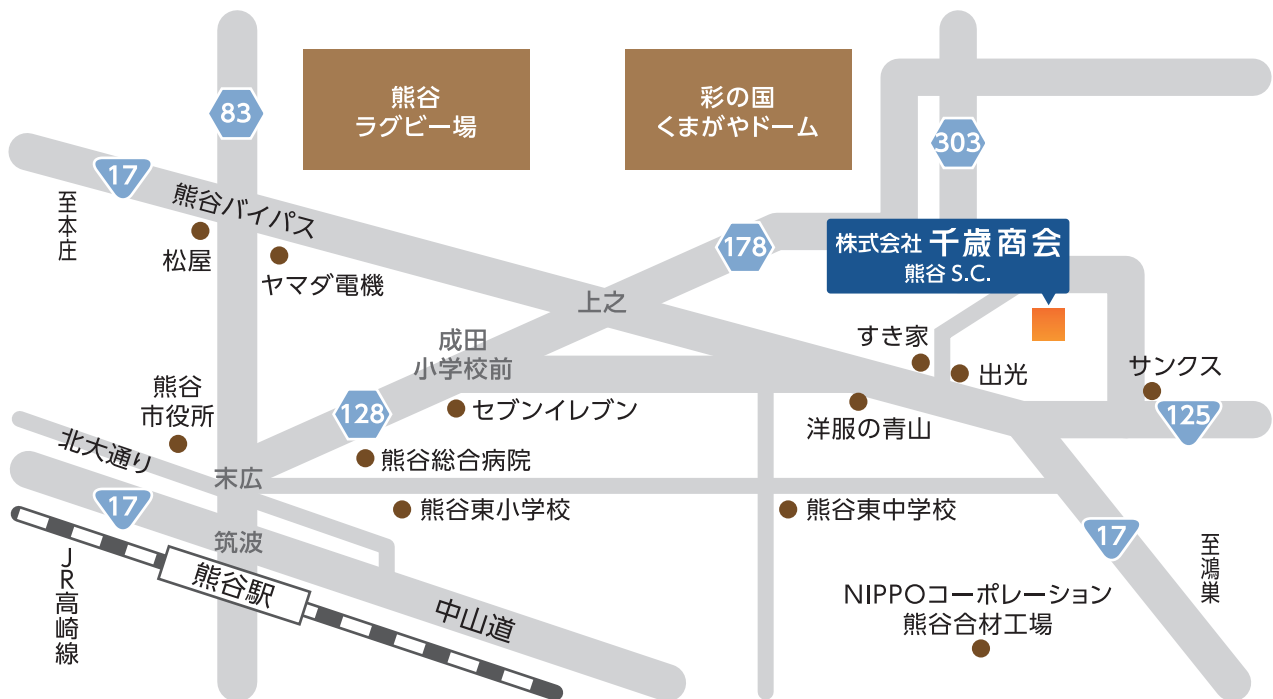 熊谷
ラグビー場
彩の国
くまがやドーム
83
303
17
熊谷バイパス
至本庄
松屋
ヤマダ電機
178
株式会社 千歳商会
熊谷 S.C.
上之
成田
小学校前
すき家
出光
サンクス
125
熊谷
市役所
128
セブンイレブン
洋服の青山
北大通り
末広
熊谷総合病院
熊谷東小学校
熊谷東中学校
17
筑波
17
至鴻巣
JR高崎線
熊谷駅
中山道
NIPPOコーポレーション
熊谷合材工場